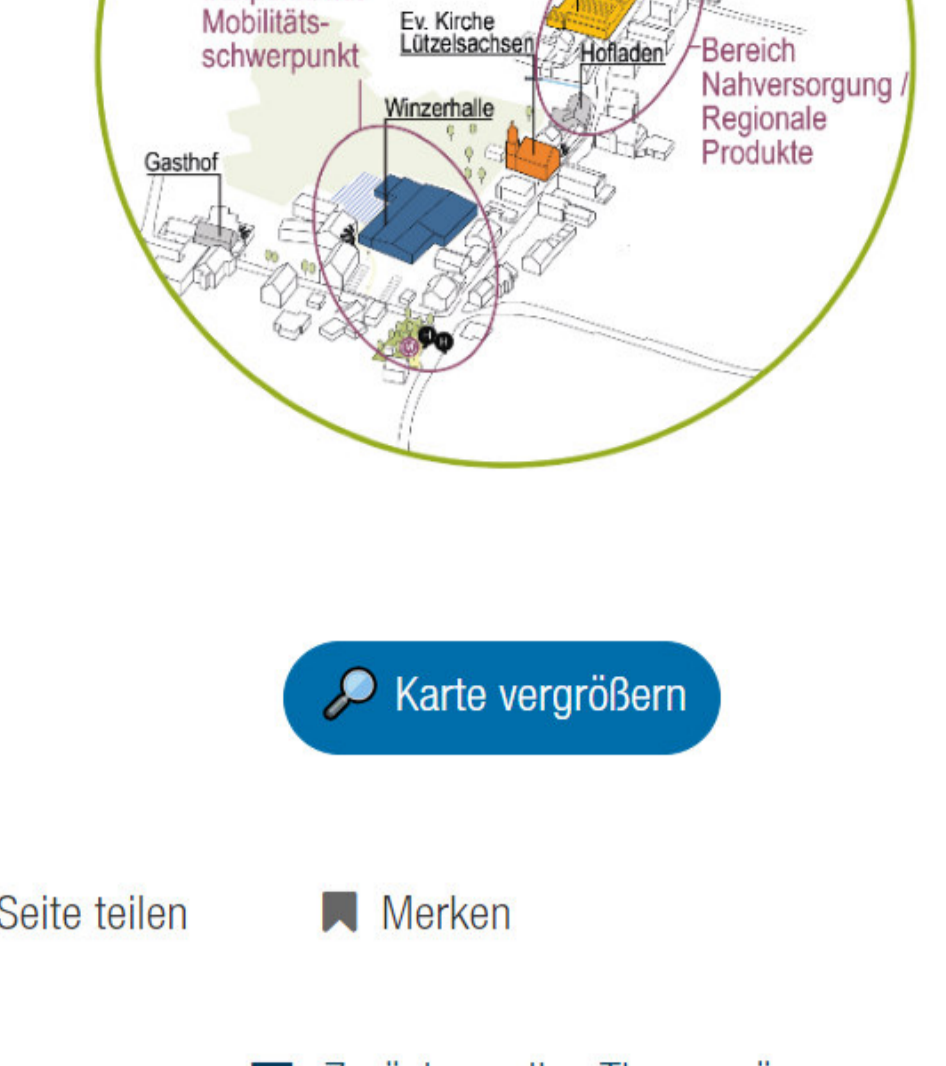 Mobilitäts-
schwerpunkt
Ev. Kirche
Lützelsachsen
Hofladen
Bereich
Nahversorgung /
Regionale
Produkte
Winzerhalle
Gasthof
H
H
Karte vergrößern
Seite teilen
Merken